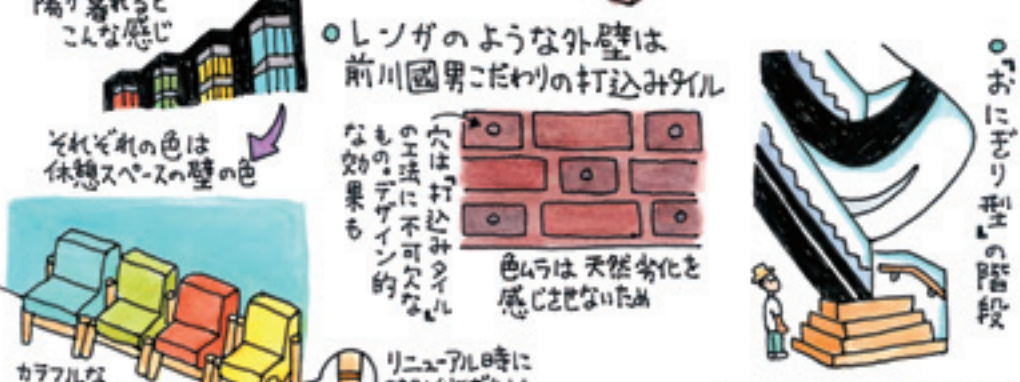 陽が暮れると
こんな感じ
それぞれの色は
休憩スペースの壁の色
カラフルな
レンガのような外壁は
前川國男こだわりの打込みタイル
穴は『打込みタイル』
の工法に不可欠な
もの。デザイン的
な効果も
色ムラは天然劣化を
感じさせないため
リニューアル時に
『おにぎり型』の階段